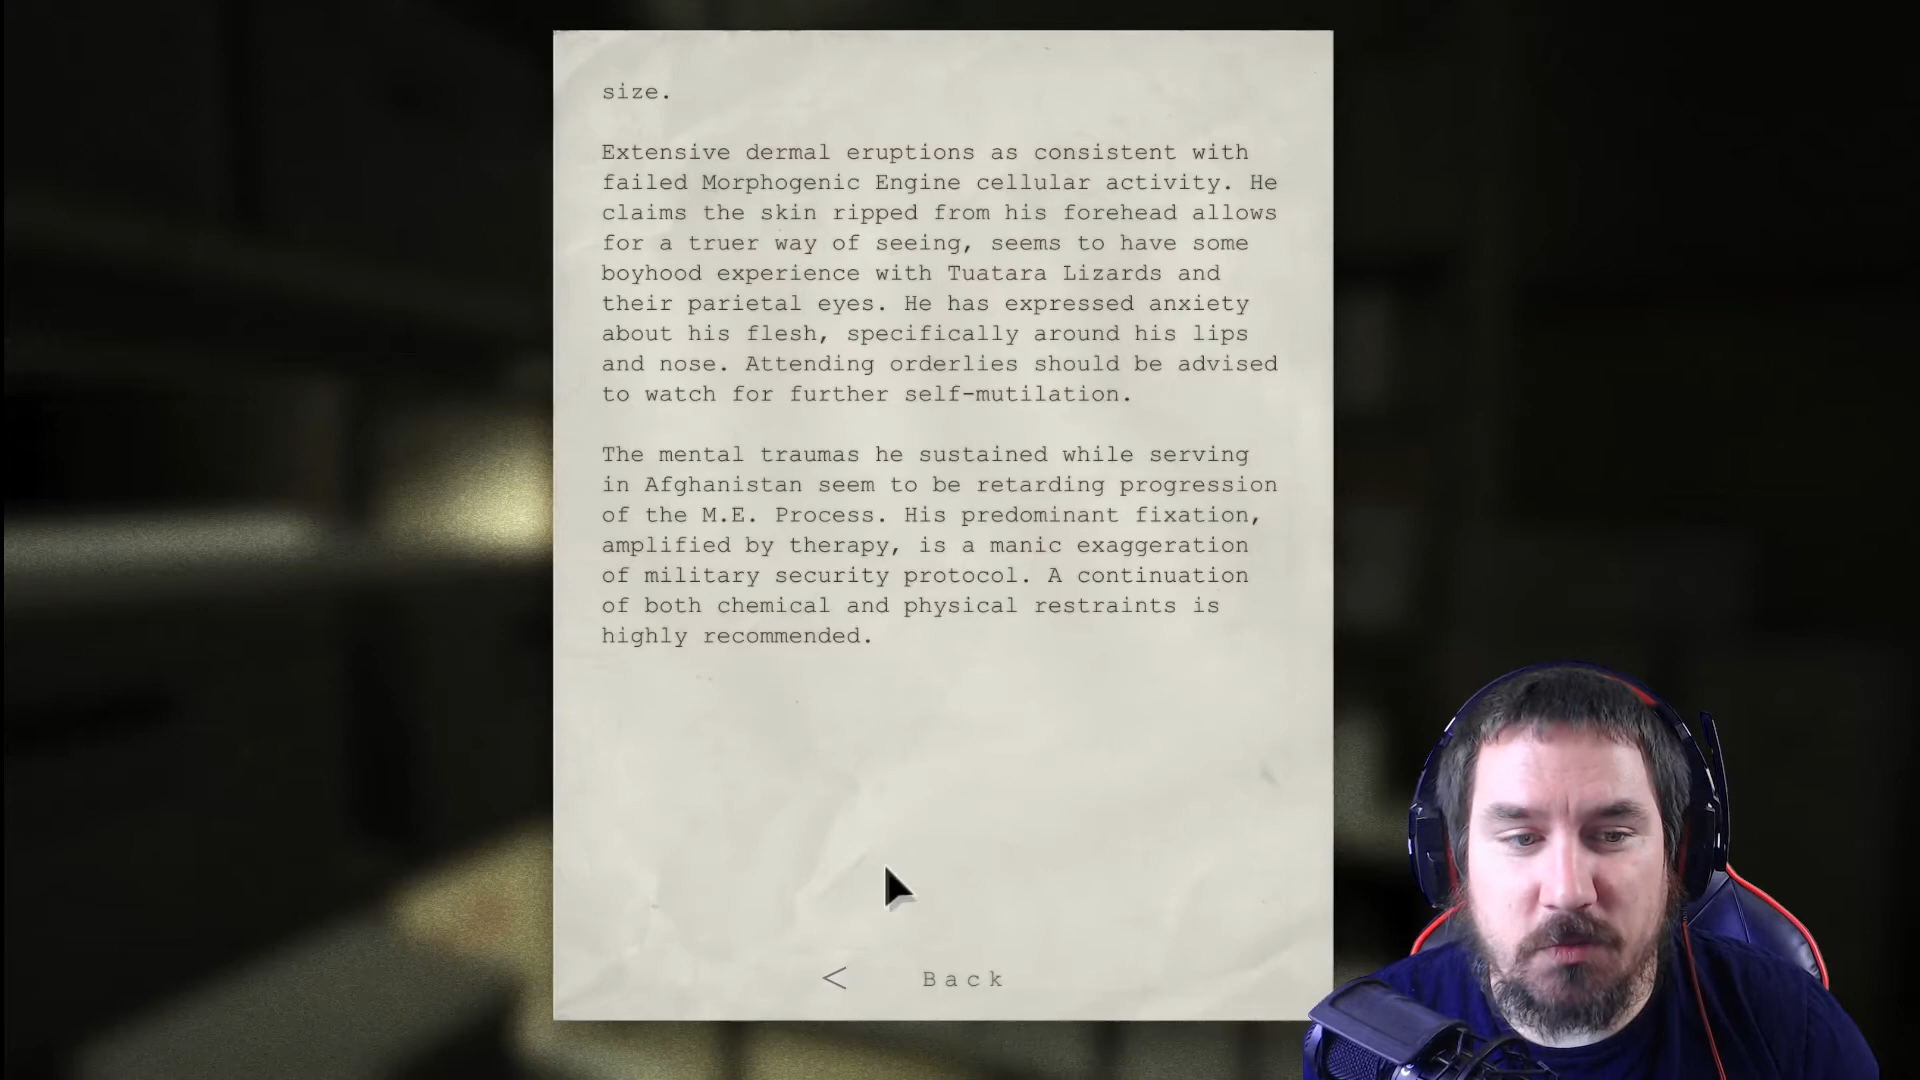 size.
Extensive dermal eruptions as consistent with
failed Morphogenic Engine cellular activity. He
claims the skin ripped from his forehead allows
for a truer way of seeing, seems to have some
boyhood experience with Tuatara Lizards and
their parietal eyes. He has expressed anxiety
about his flesh, specifically around his lips
and nose. Attending orderlies should be advised
to watch for further self-mutilation.
The mental traumas he sustained while serving
in Afghanistan seem to be retarding progression
of the M.E. Process. His predominant fixation,
amplified by therapy, is a manic exaggeration
of military security protocol. A continuation
of both chemical and physical restraints is
highly recommended.
< Back